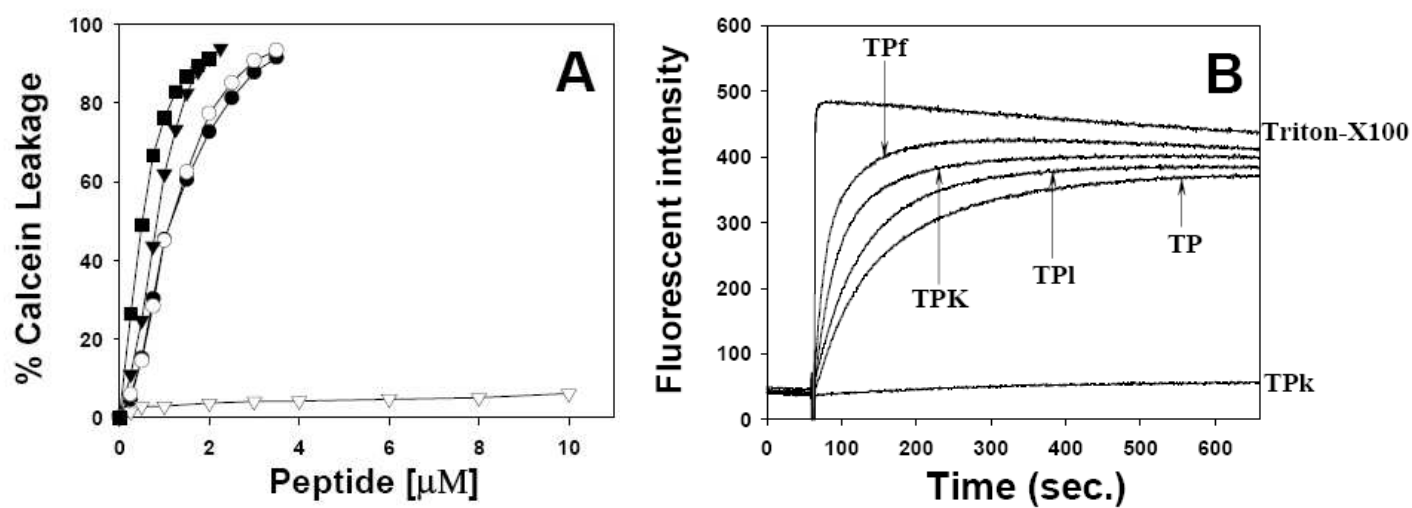 A
% Calcein Leakage
100
80
60
40
20
0
0 2 4 6 8 10
Peptide [μM]
B
Fluorescent intensity
600
500
400
300
200
100
0
TPf
Triton-X100
TPK
TPl
TP
TPk
0 100 200 300 400 500 600
Time (sec.)